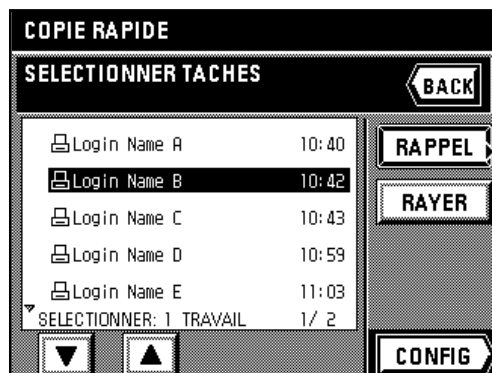 COPIE RAPIDE
SELECTIONNER TACHES
BACK
Login Name A 10:40
Login Name B 10:42
Login Name C 10:43
Login Name D 10:59
Login Name E 11:03
SELECTIONNER: 1 TRAVAIL 1/ 2
RAPPEL
RAYER
CONFIG